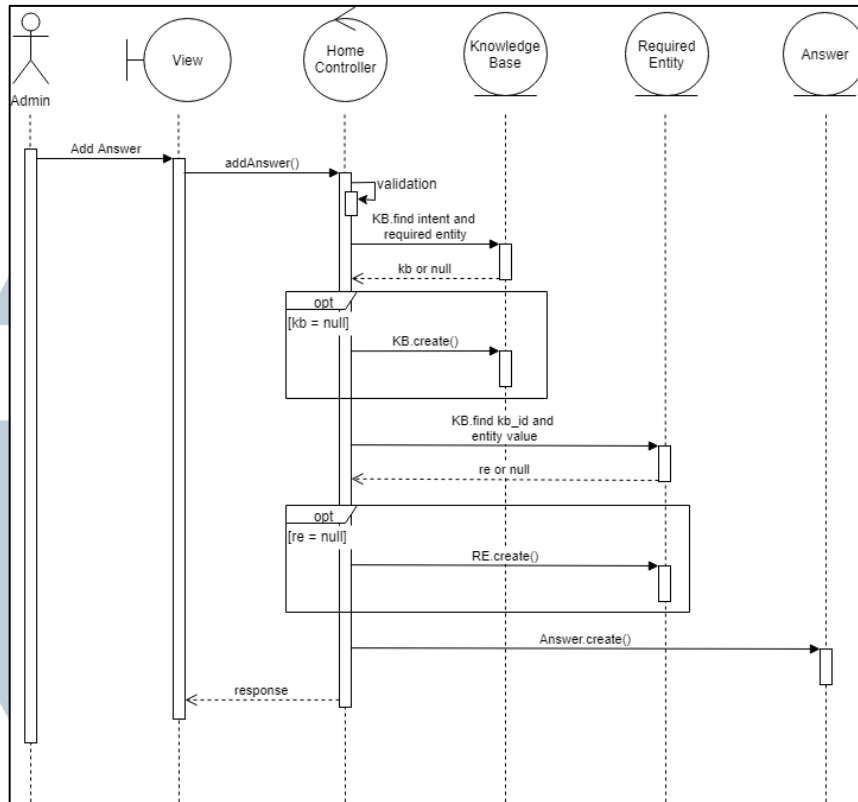 Admin
View
Home
Controller
Knowledge
Base
Required
Entity
Answer
Add Answer
addAnswer()
validation
KB.find intent and
required entity
kb or null
opt
[kb = null]
KB.create()
KB.find kb_id and
entity value
re or null
opt
[re = null]
RE.create()
Answer.create()
response